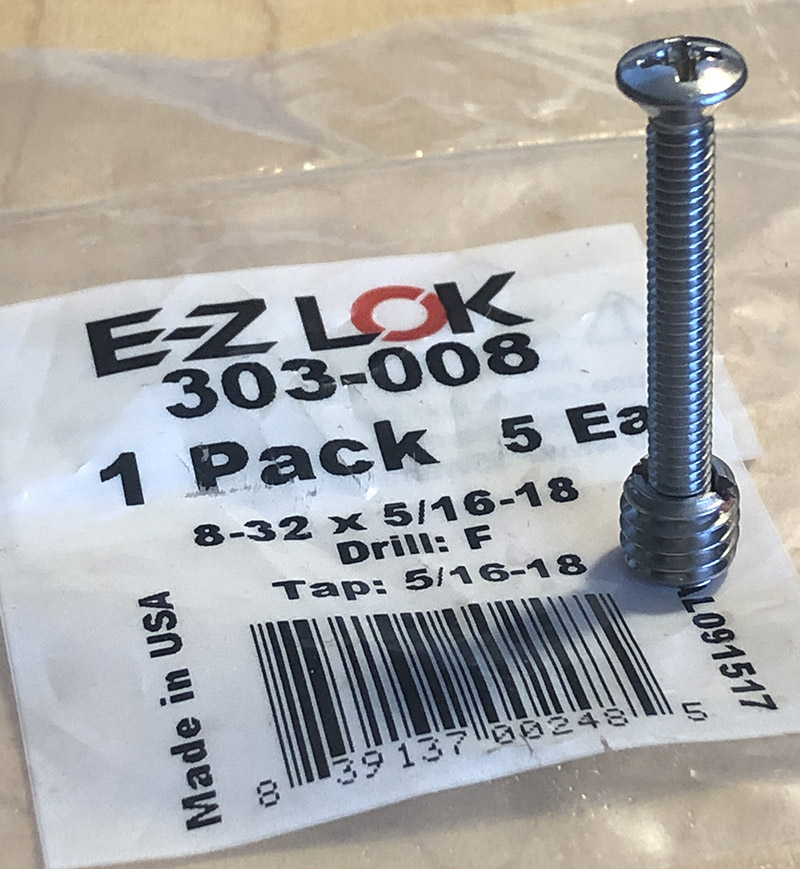 E-Z LOK
303-008
1 Pack 5 Ea
8-32 x 5/16-18
Drill: F
Tap: 5/16-18
Made in USA
8 39137 00248 5
L091517